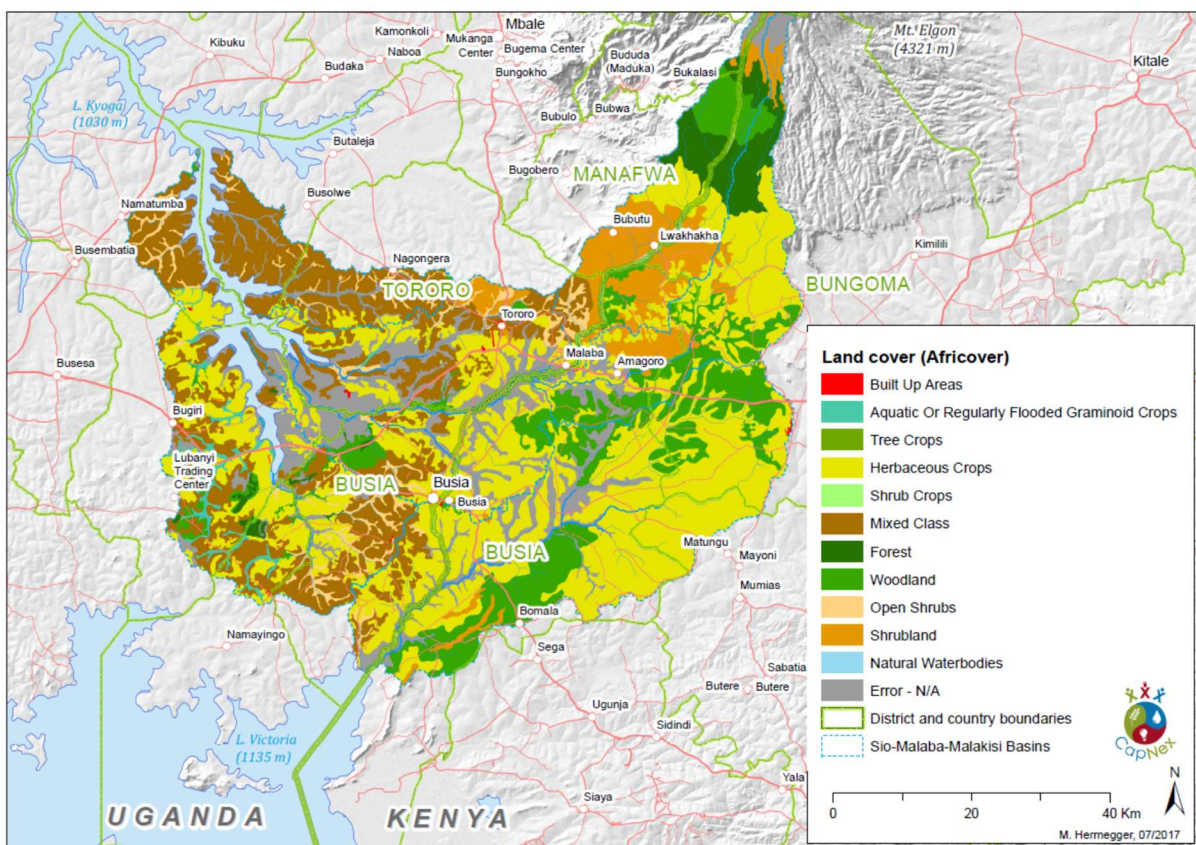 Mbale
Kamonkoli
Mukanga
Center
Bugema Center
Kibuku
Naboa
Budaka
Bungokho
Bududa
(Maduka)
Bukalasi
Mt. Elgon
(4321 m)
Kitale
L. Kyoga
(1030 m)
Bubwa
Bubulo
Butaleja
Bugobero
MANAFWA
Busolwe
Namatumba
Bubutu
Lwakhakha
Busembatia
Kimilili
Nagongera
TORORO
BUNGOMA
Tororo
Malaba
Amagoro
Busesa
Bugiri
Lubanyi
Trading
Center
BUSIA
Busia
Busia
BUSIA
Matungu
Mayoni
Mumias
Bomala
Namayingo
Sega
Sabatia
Butere
Butere
Ugunja
Sidindi
L. Victoria
(1135 m)
Yala
Siaya
UGANDA
KENYA
Land cover (Africover)
Built Up Areas
Aquatic Or Regularly Flooded Graminoid Crops
Tree Crops
Herbaceous Crops
Shrub Crops
Mixed Class
Forest
Woodland
Open Shrubs
Shrubland
Natural Waterbodies
Error - N/A
District and country boundaries
Sio-Malaba-Malakisi Basins
CapNex
N
0 20 40 Km
M. Herrnegger, 07/2017